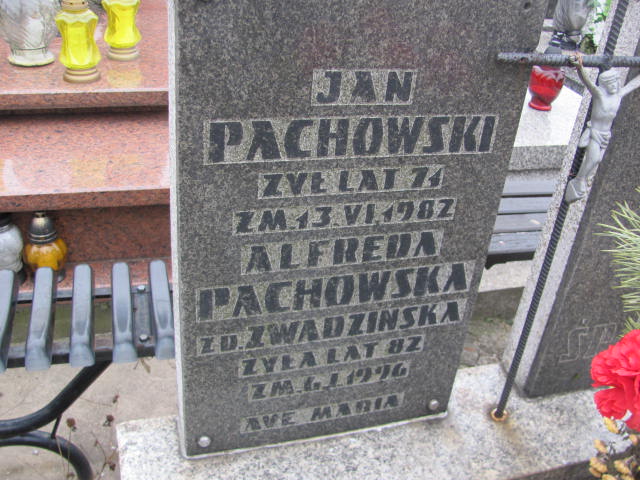 JAN
PACHOWSKI
ŻYŁ LAT 71
ZM.13.VI.1982
ALFREDA
PACHOWSKA
ZD.ZWADZIŃSKA
ŻYŁA LAT 82
ZM.6.I.1996
AVE MARIA